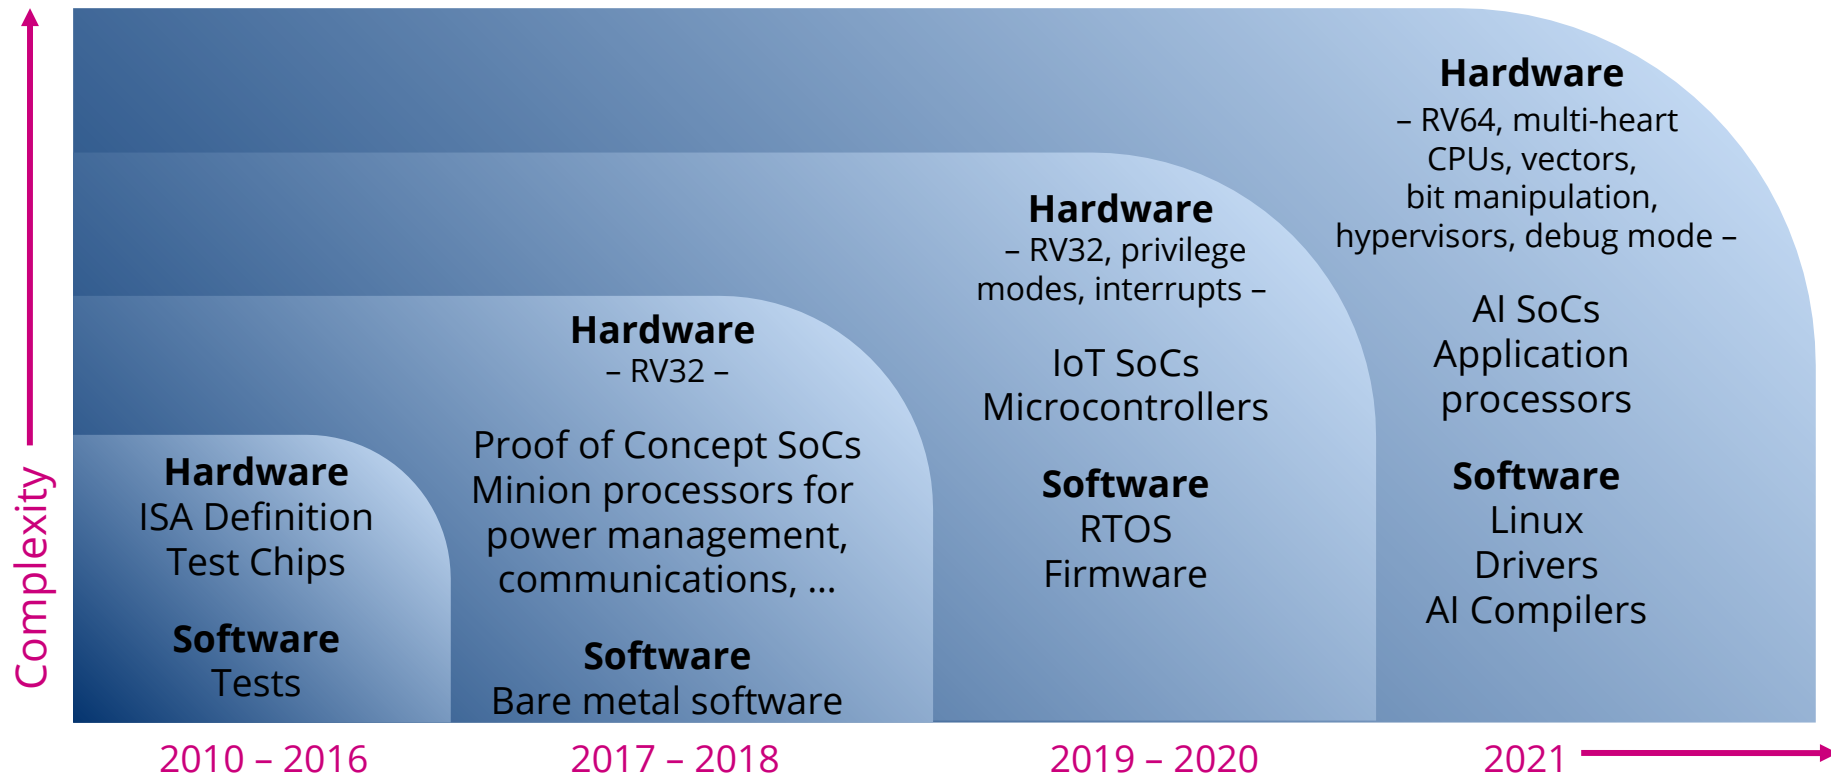 Complexity
Hardware
ISA Definition
Test Chips
Software
Tests
2010 – 2016
Hardware
– RV32 –
Proof of Concept SoCs
Minion processors for
power management,
communications, ...
Software
Bare metal software
2017 – 2018
Hardware
– RV32, privilege
modes, interrupts –
IoT SoCs
Microcontrollers
Software
RTOS
Firmware
2019 – 2020
Hardware
– RV64, multi-heart
CPUs, vectors,
bit manipulation,
hypervisors, debug mode –
AI SoCs
Application
processors
Software
Linux
Drivers
AI Compilers
2021